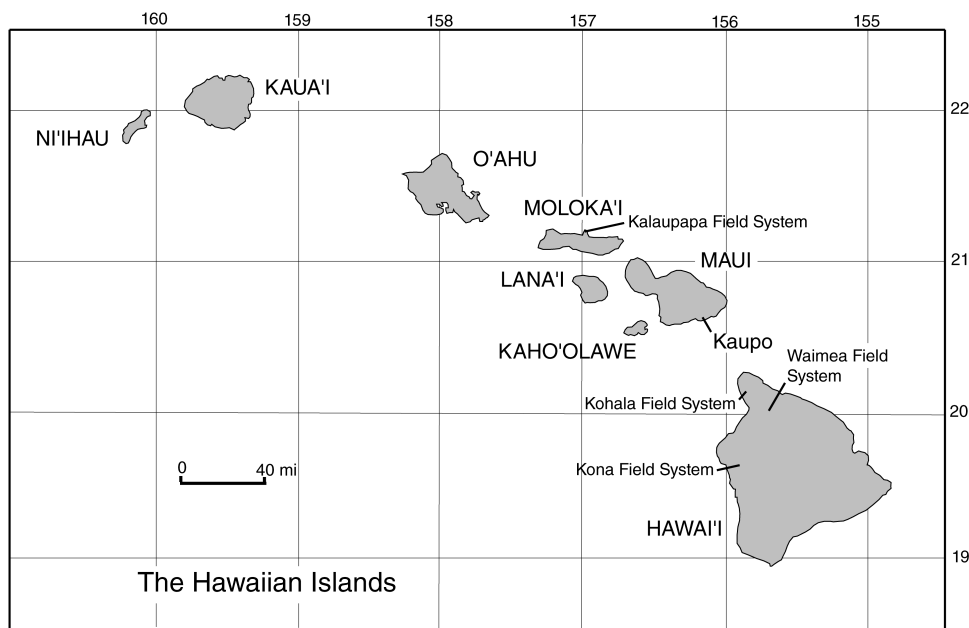 160 159 158 157 156 155
KAUA'I
22
NI'IHAU
O'AHU
MOLOKA'I
Kalaupapa Field System
21
MAUI
LANA'I
Kaupo
KAHO'OLAWE
Waimea Field
System
Kohala Field System
20
0 40 mi
Kona Field System
HAWAI'I
19
The Hawaiian Islands